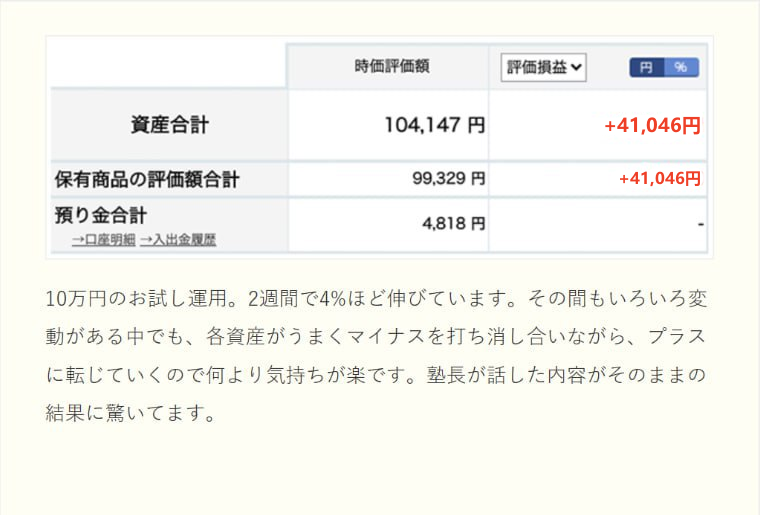 時価評価額 評価損益 円 %
資産合計 104,147 円 +41,046円
保有商品の評価額合計 99,329 円 +41,046円
預り金合計 4,818 円 -
→口座明細 →入出金履歴
10万円のお試し運用。2週間で4%ほど伸びています。その間もいろいろ変
動がある中でも、各資産がうまくマイナスを打ち消し合いながら、プラス
に転じていくので何より気持ちが楽です。塾長が話した内容がそのままの
結果に驚いてます。